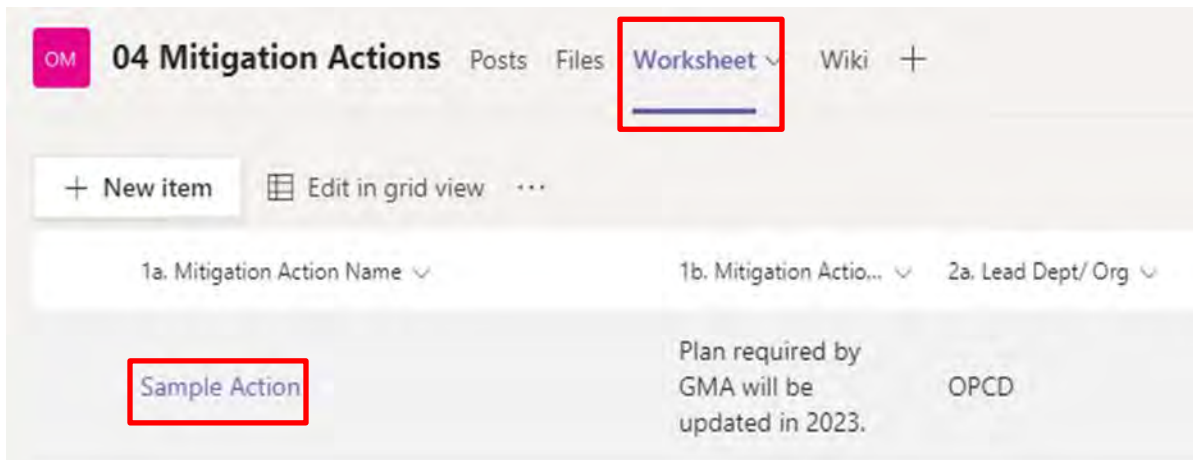 OM 04 Mitigation Actions Posts Files Worksheet Wiki +
+ New item Edit in grid view ...
1a. Mitigation Action Name 1b. Mitigation Actio... 2a. Lead Dept/ Org
Plan required by
Sample Action GMA will be OPCD
updated in 2023.